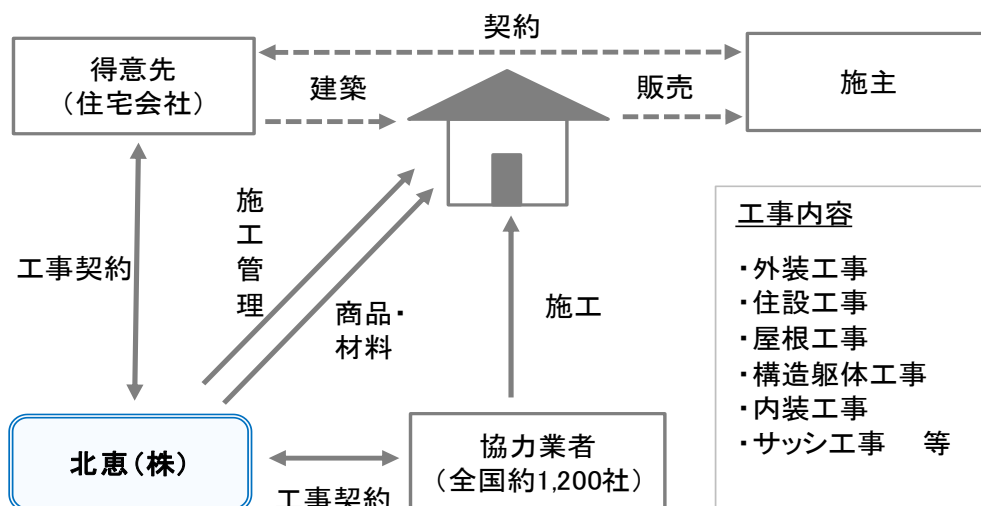 契約
得意先
（住宅会社）
建築
販売
施主
施工管理
工事契約
商品・
材料
施工
工事内容
・外装工事
・住設工事
・屋根工事
・構造躯体工事
・内装工事
・サッシ工事　等
北恵（株）
工事契約
協力業者
（全国約1,200社）